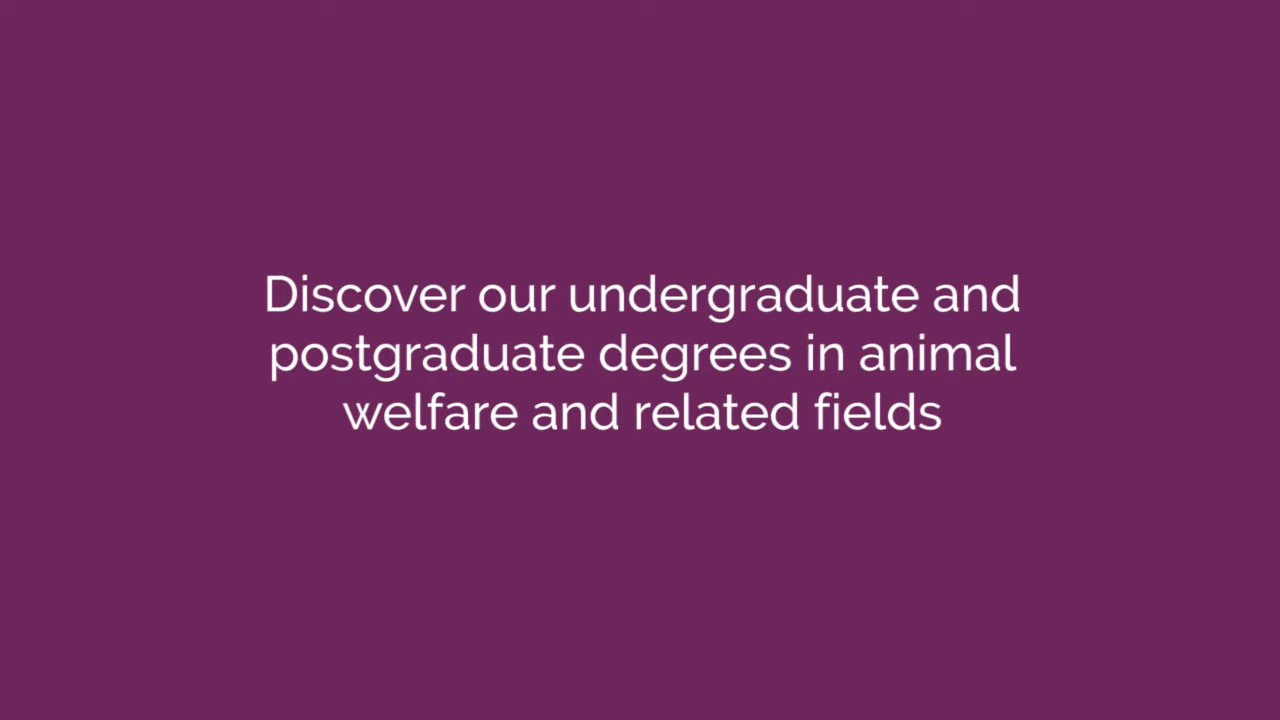 Discover our undergraduate and
postgraduate degrees in animal
welfare and related fields